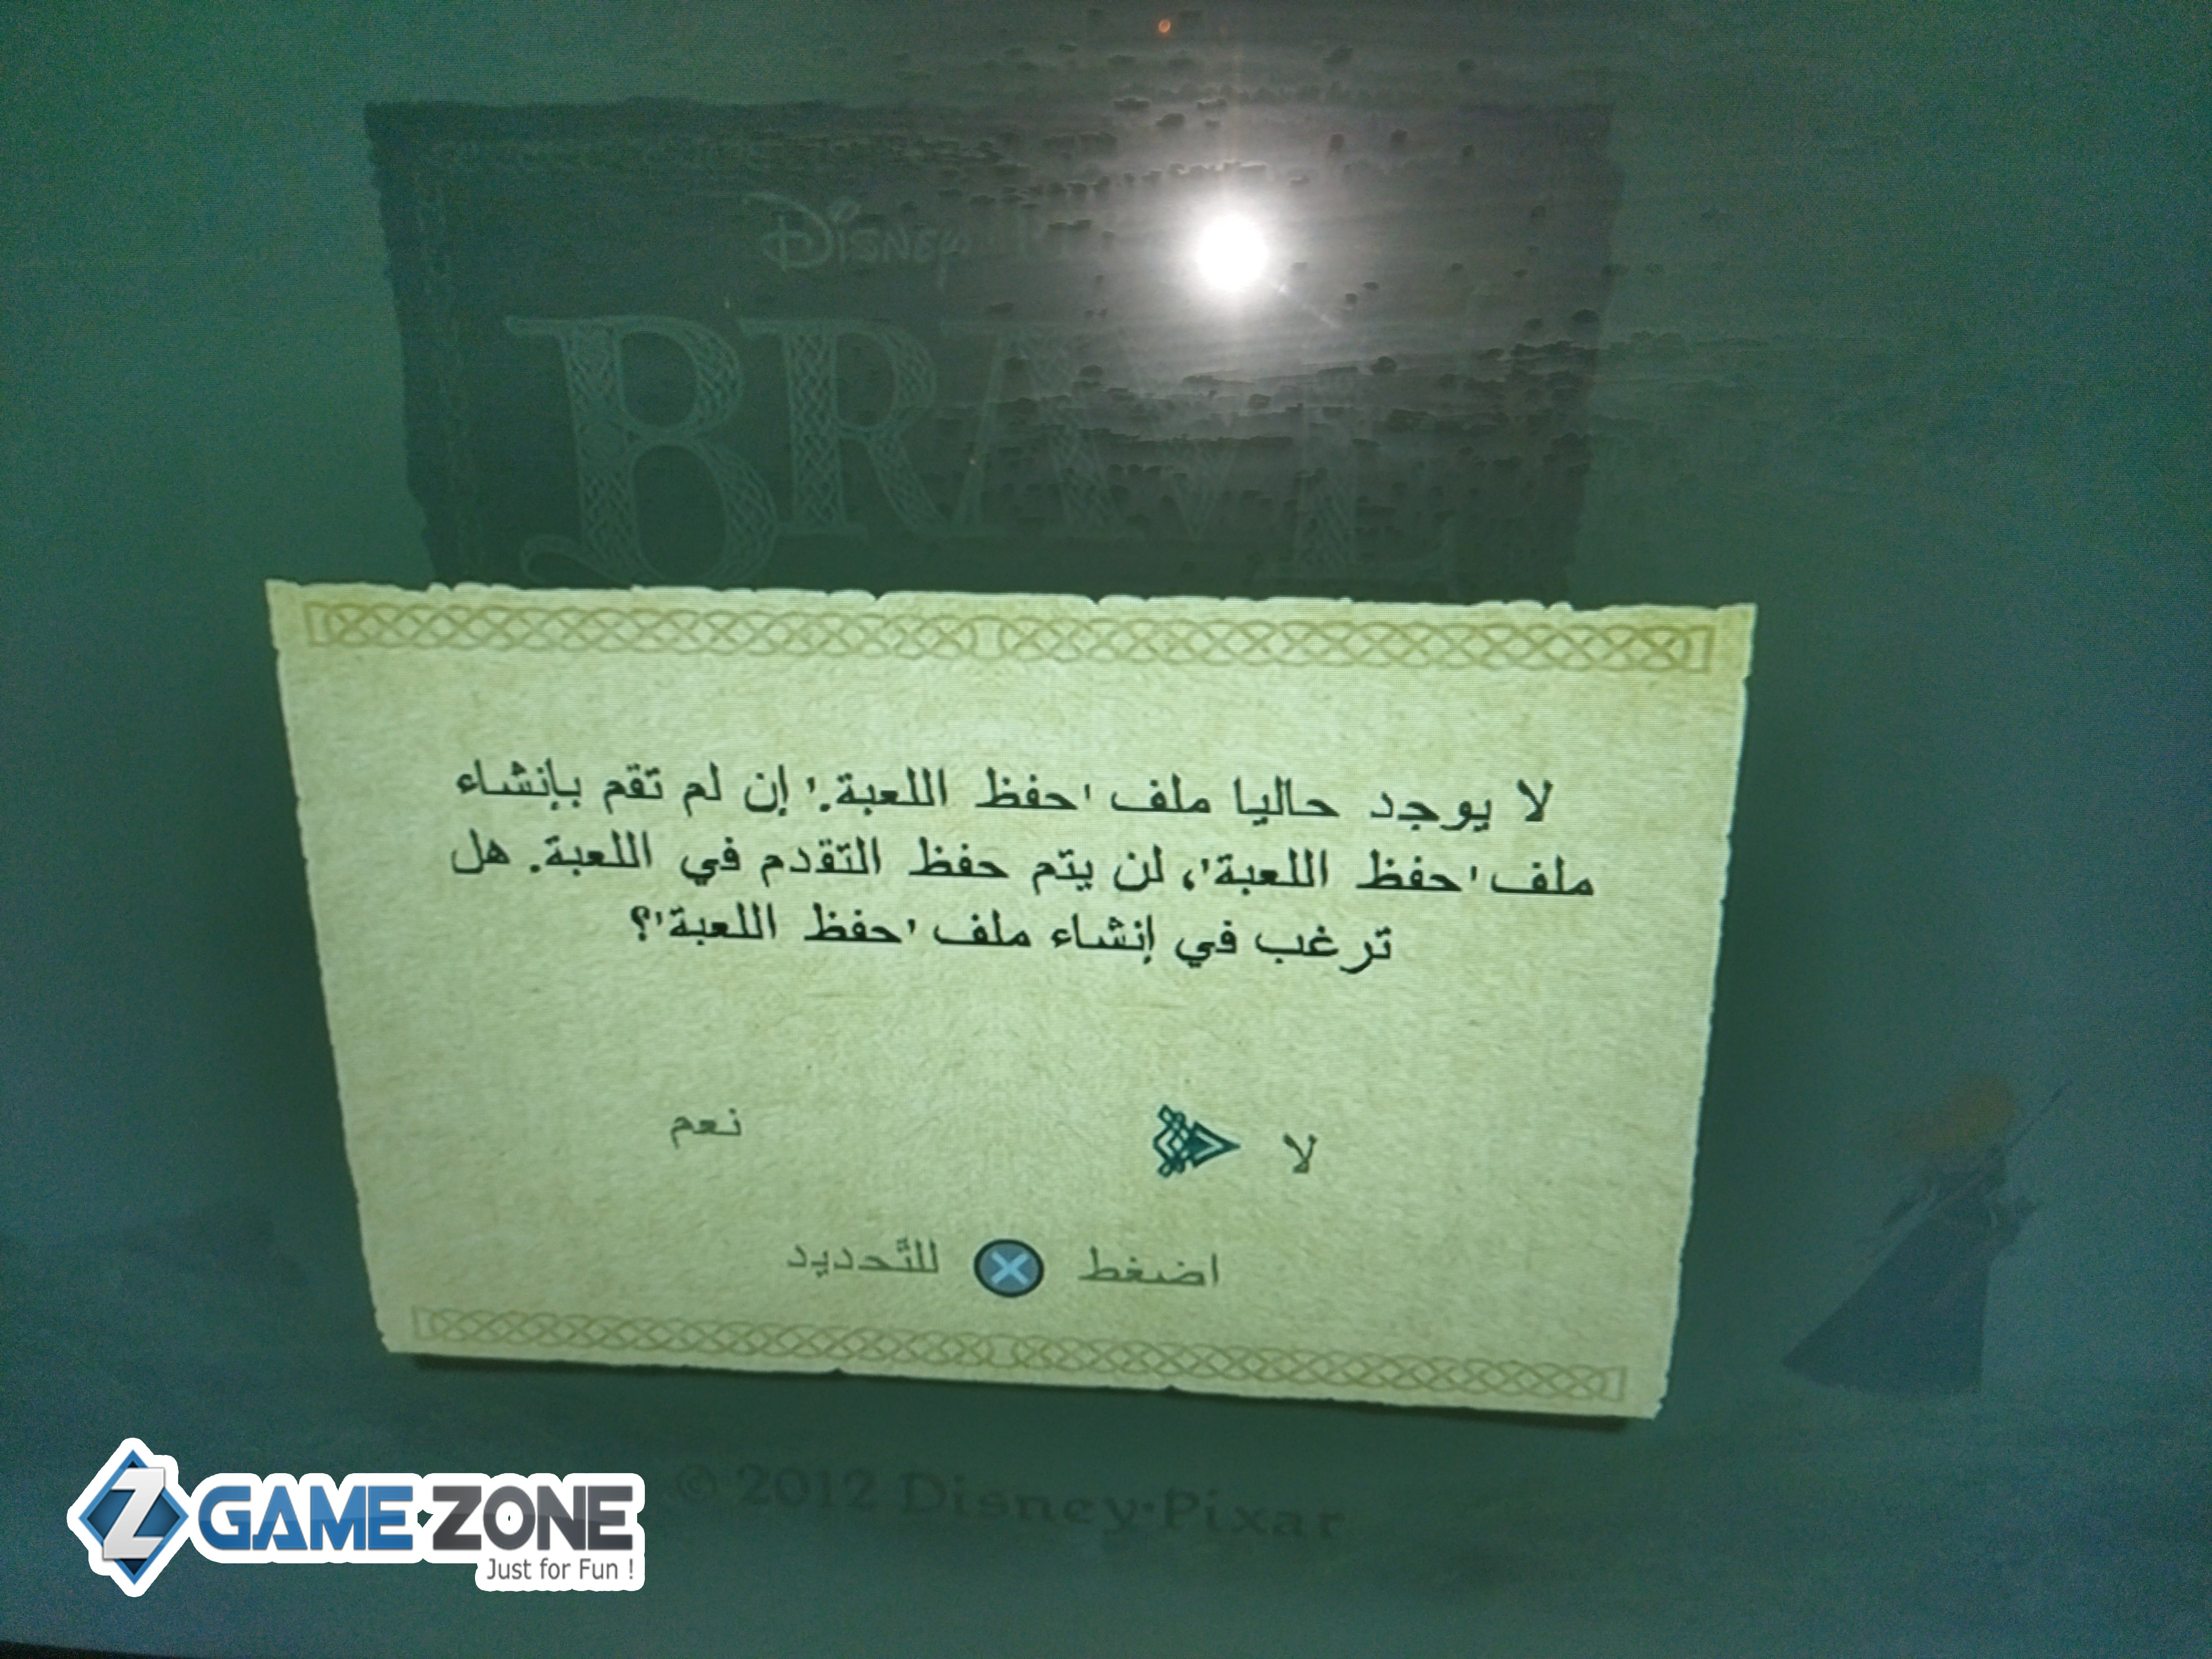 Disney
BRAVE
لا يوجد حاليا ملف 'حفظ اللعبة.' إن لم تقم بإنشاء
ملف 'حفظ اللعبة'، لن يتم حفظ التقدم في اللعبة. هل
ترغب في إنشاء ملف 'حفظ اللعبة'؟
لا نعم
اضغط للتَّحديد
© 2012 Disney•Pixar
Z GAME ZONE
Just for Fun !